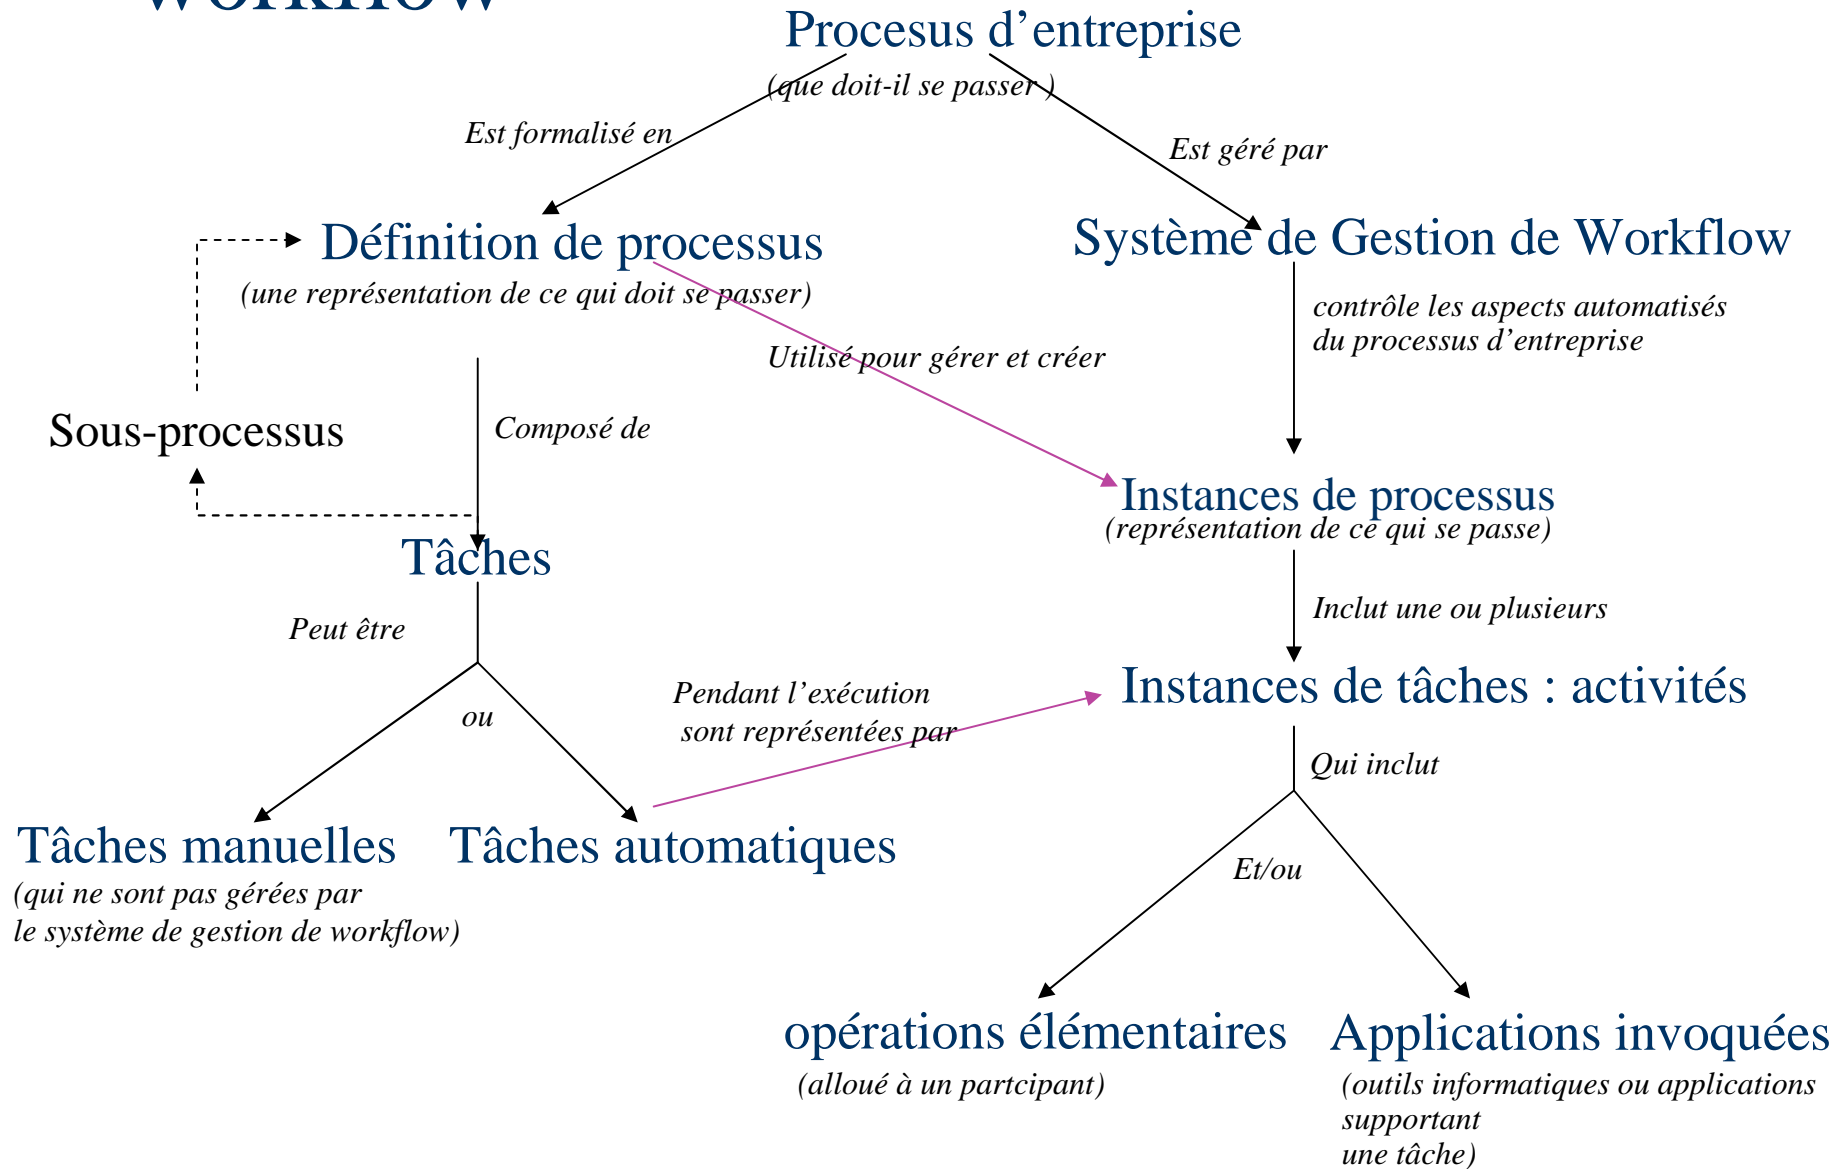 workflow
Procesus d’entreprise
(que doit-il se passer )
Est formalisé en
Est géré par
Définition de processus
Système de Gestion de Workflow
(une représentation de ce qui doit se passer)
contrôle les aspects automatisés
du processus d’entreprise
Utilisé pour gérer et créer
Sous-processus
Composé de
Instances de processus
(représentation de ce qui se passe)
Tâches
Peut être
Inclut une ou plusieurs
Pendant l’exécution
sont représentées par
Instances de tâches : activités
ou
Qui inclut
Tâches manuelles
Tâches automatiques
(qui ne sont pas gérées par
le système de gestion de workflow)
Et/ou
opérations élémentaires
Applications invoquées
(alloué à un partcipant)
(outils informatiques ou applications
supportant
une tâche)